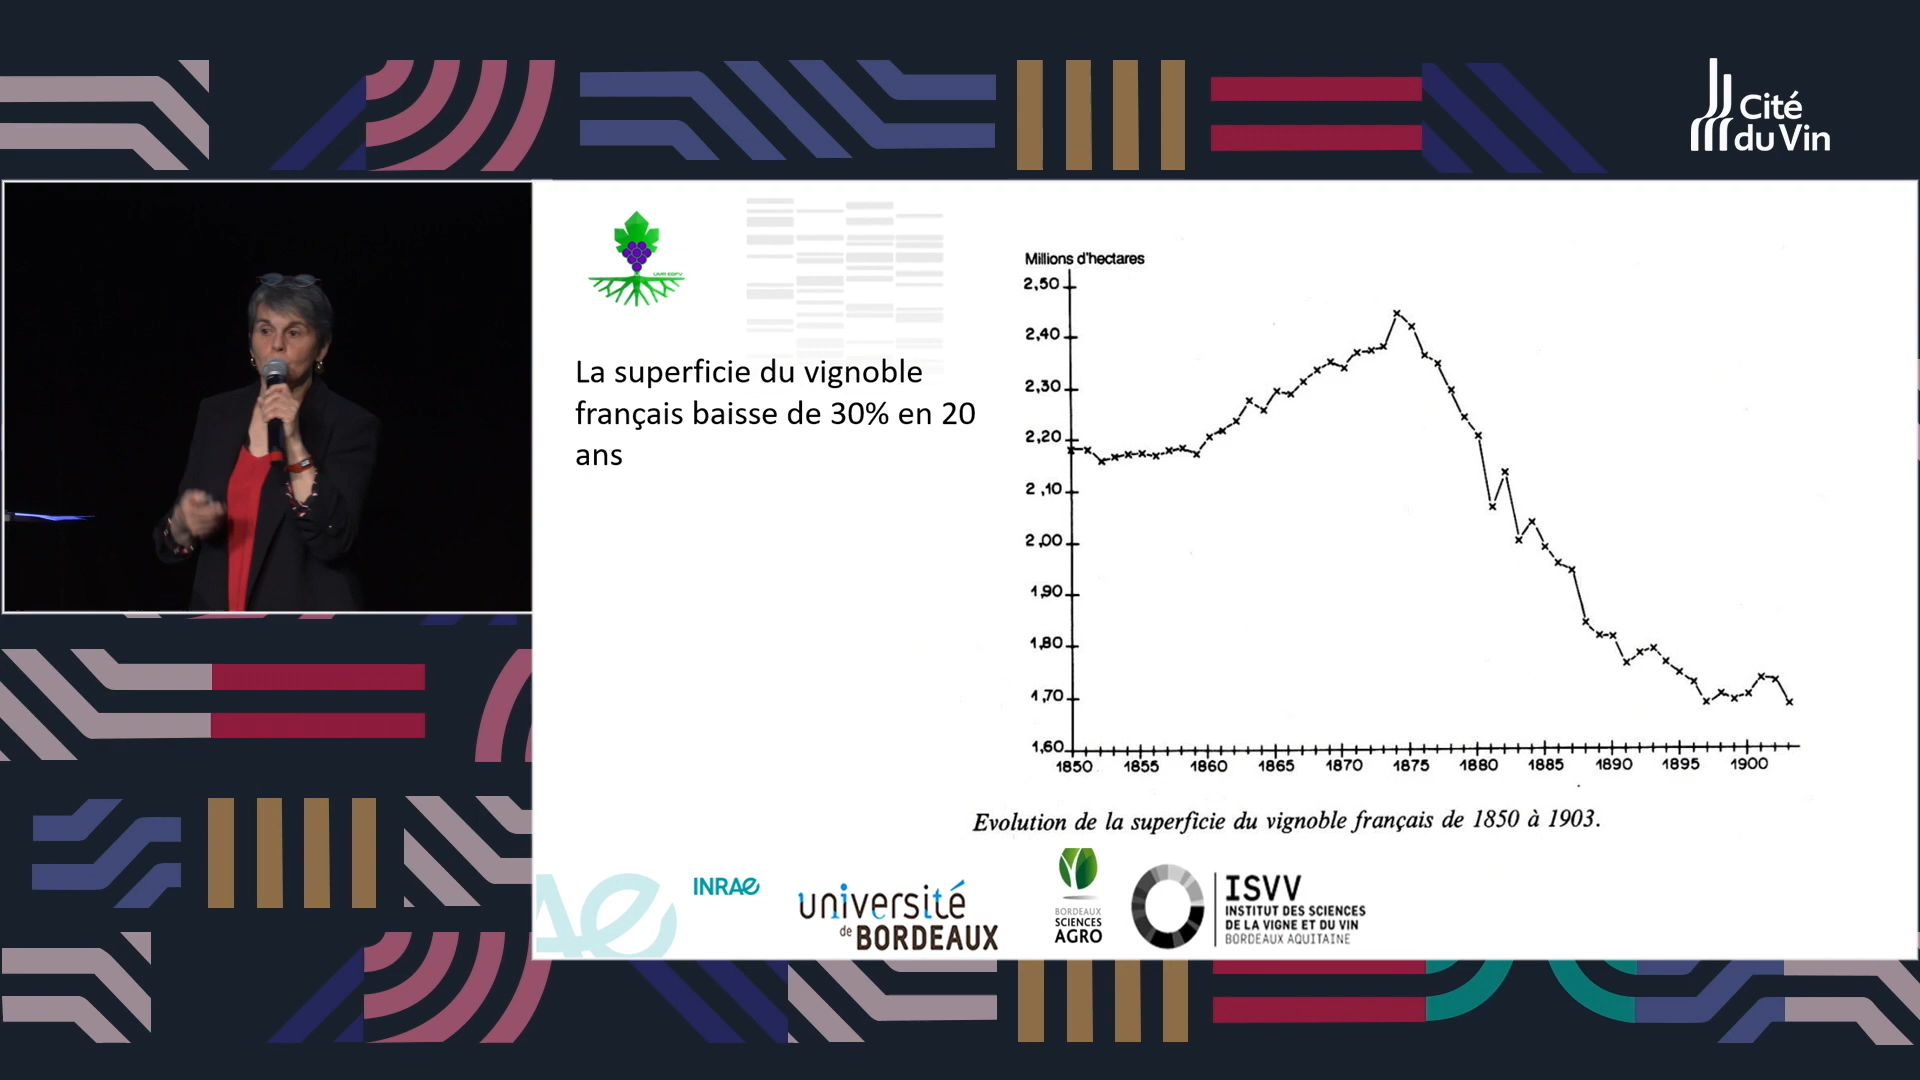 Cité
du Vin
UMR EGFV
La superficie du vignoble
français baisse de 30% en 20
ans
Millions d'hectares
2,50
2,40
2,30
2,20
2,10
2,00
1,90
1,80
1,70
1,60
1850 1855 1860 1865 1870 1875 1880 1885 1890 1895 1900
Evolution de la superficie du vignoble français de 1850 à 1903.
INRAE
université
de BORDEAUX
BORDEAUX
SCIENCES
AGRO
ISVV
INSTITUT DES SCIENCES
DE LA VIGNE ET DU VIN
BORDEAUX AQUITAINE